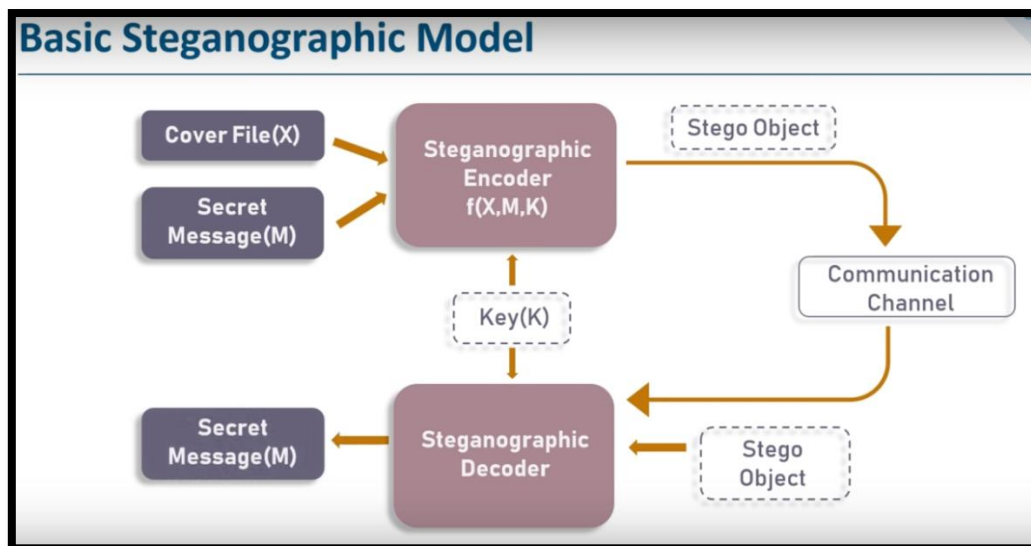 Basic Steganographic Model
Cover File(X)
Secret
Message(M)
Steganographic
Encoder
f(X,M,K)
Stego Object
Communication
Channel
Key(K)
Secret
Message(M)
Steganographic
Decoder
Stego
Object